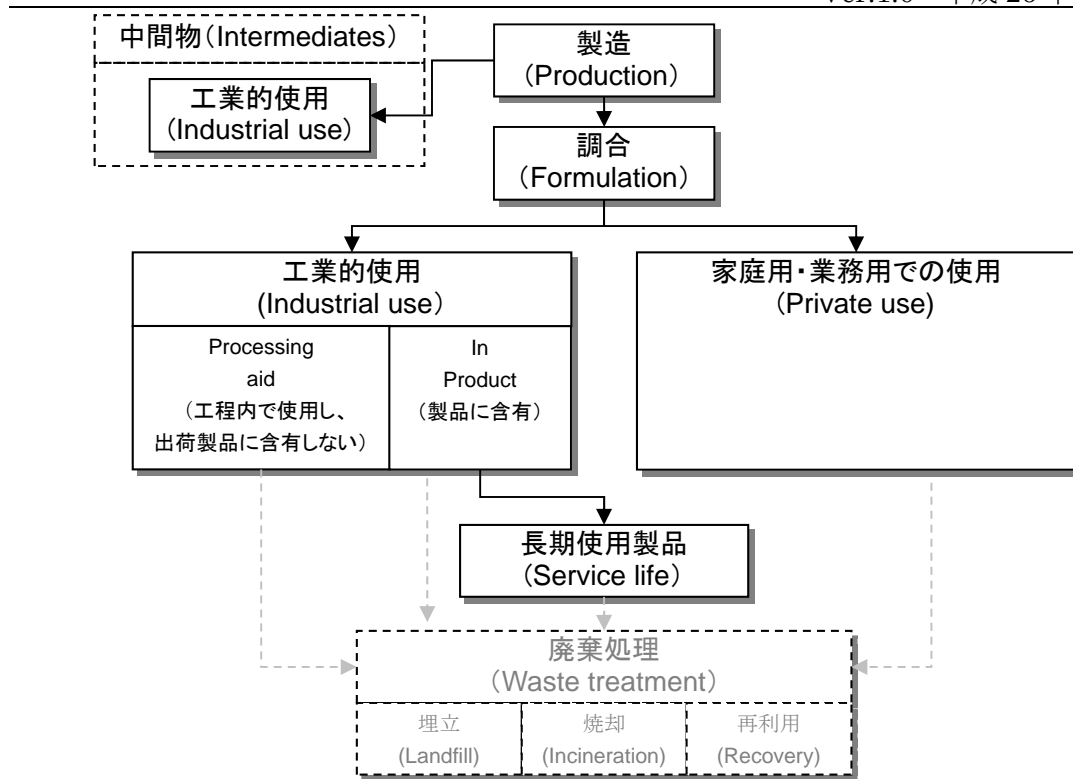 中間物(Intermediates)
工業的使用
(Industrial use)
製造
(Production)
調合
(Formulation)
工業的使用
(Industrial use)
Processing
aid
(工程内で使用し、
出荷製品に含有しない)
In
Product
(製品に含有)
家庭用・業務用での使用
(Private use)
長期使用製品
(Service life)
廃棄処理
(Waste treatment)
埋立
(Landfill)
焼却
(Incineration)
再利用
(Recovery)